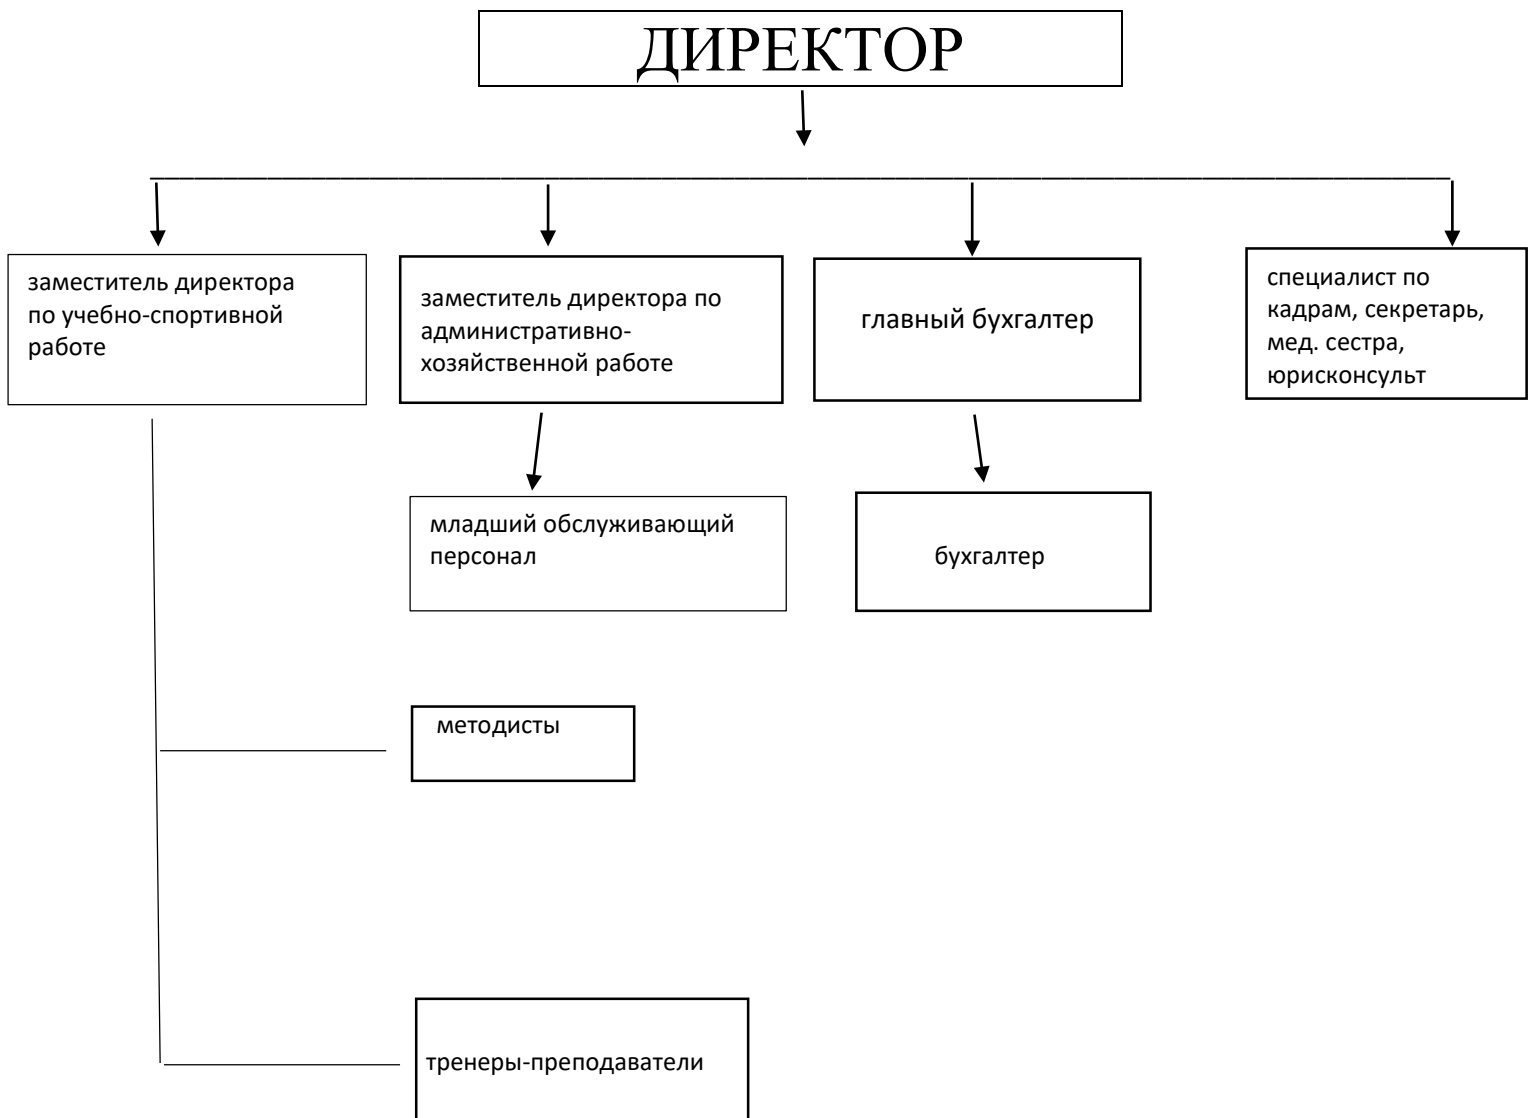 ДИРЕКТОР
заместитель директора
по учебно-спортивной
работе
заместитель директора по
административно-
хозяйственной работе
главный бухгалтер
специалист по
кадрам, секретарь,
мед. сестра,
юрисконсульт
младший обслуживающий
персонал
бухгалтер
методисты
тренеры-преподаватели